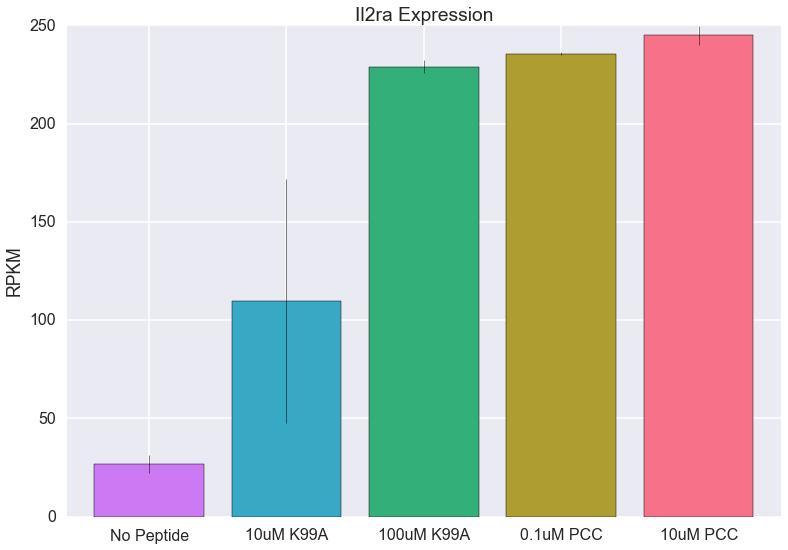 Il2ra Expression
250
200
150
100
50
0
RPKM
No Peptide
10uM K99A
100uM K99A
0.1uM PCC
10uM PCC